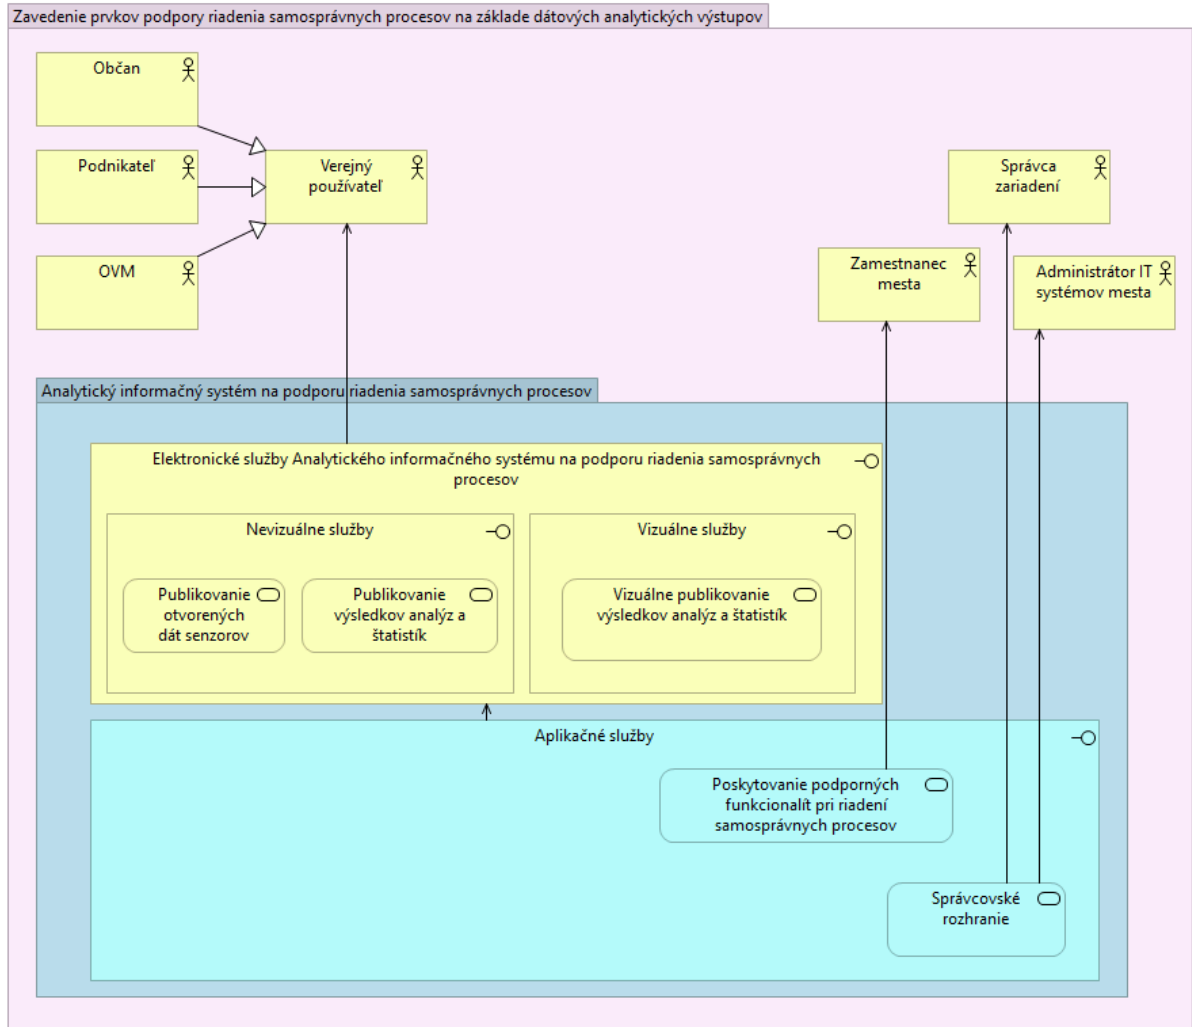 Zavedenie prvkov podpory riadenia samosprávnych procesov na základe dátových analytických výstupov
Občan
Podnikateľ
OVM
Verejný
používateľ
Správca
zariadení
Zamestnanec
mesta
Administrátor IT
systémov mesta
Analytický informačný systém na podporu riadenia samosprávnych procesov
Elektronické služby Analytického informačného systému na podporu riadenia samosprávnych
procesov
Nevizuálne služby
Publikovanie
otvorených
dát senzorov
Publikovanie
výsledkov analýz a
štatistík
Vizuálne služby
Vizuálne publikovanie
výsledkov analýz a štatistík
Aplikačné služby
Poskytovanie podporných
funkcionalít pri riadení
samosprávnych procesov
Správcovské
rozhranie